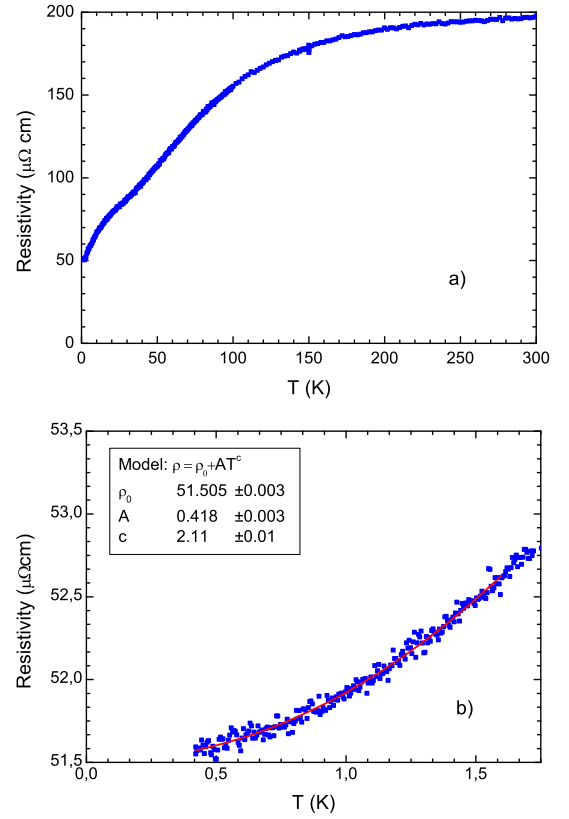 200
150
100
50
0
Resistivity (μΩ cm)
a)
0 50 100 150 200 250 300
T (K)
53,5
53,0
52,5
52,0
51,5
Resistivity (μΩcm)
Model: ρ = ρ₀+ATᶜ
ρ₀ 51.505 ±0.003
A 0.418 ±0.003
c 2.11 ±0.01
b)
0,0 0,5 1,0 1,5
T (K)